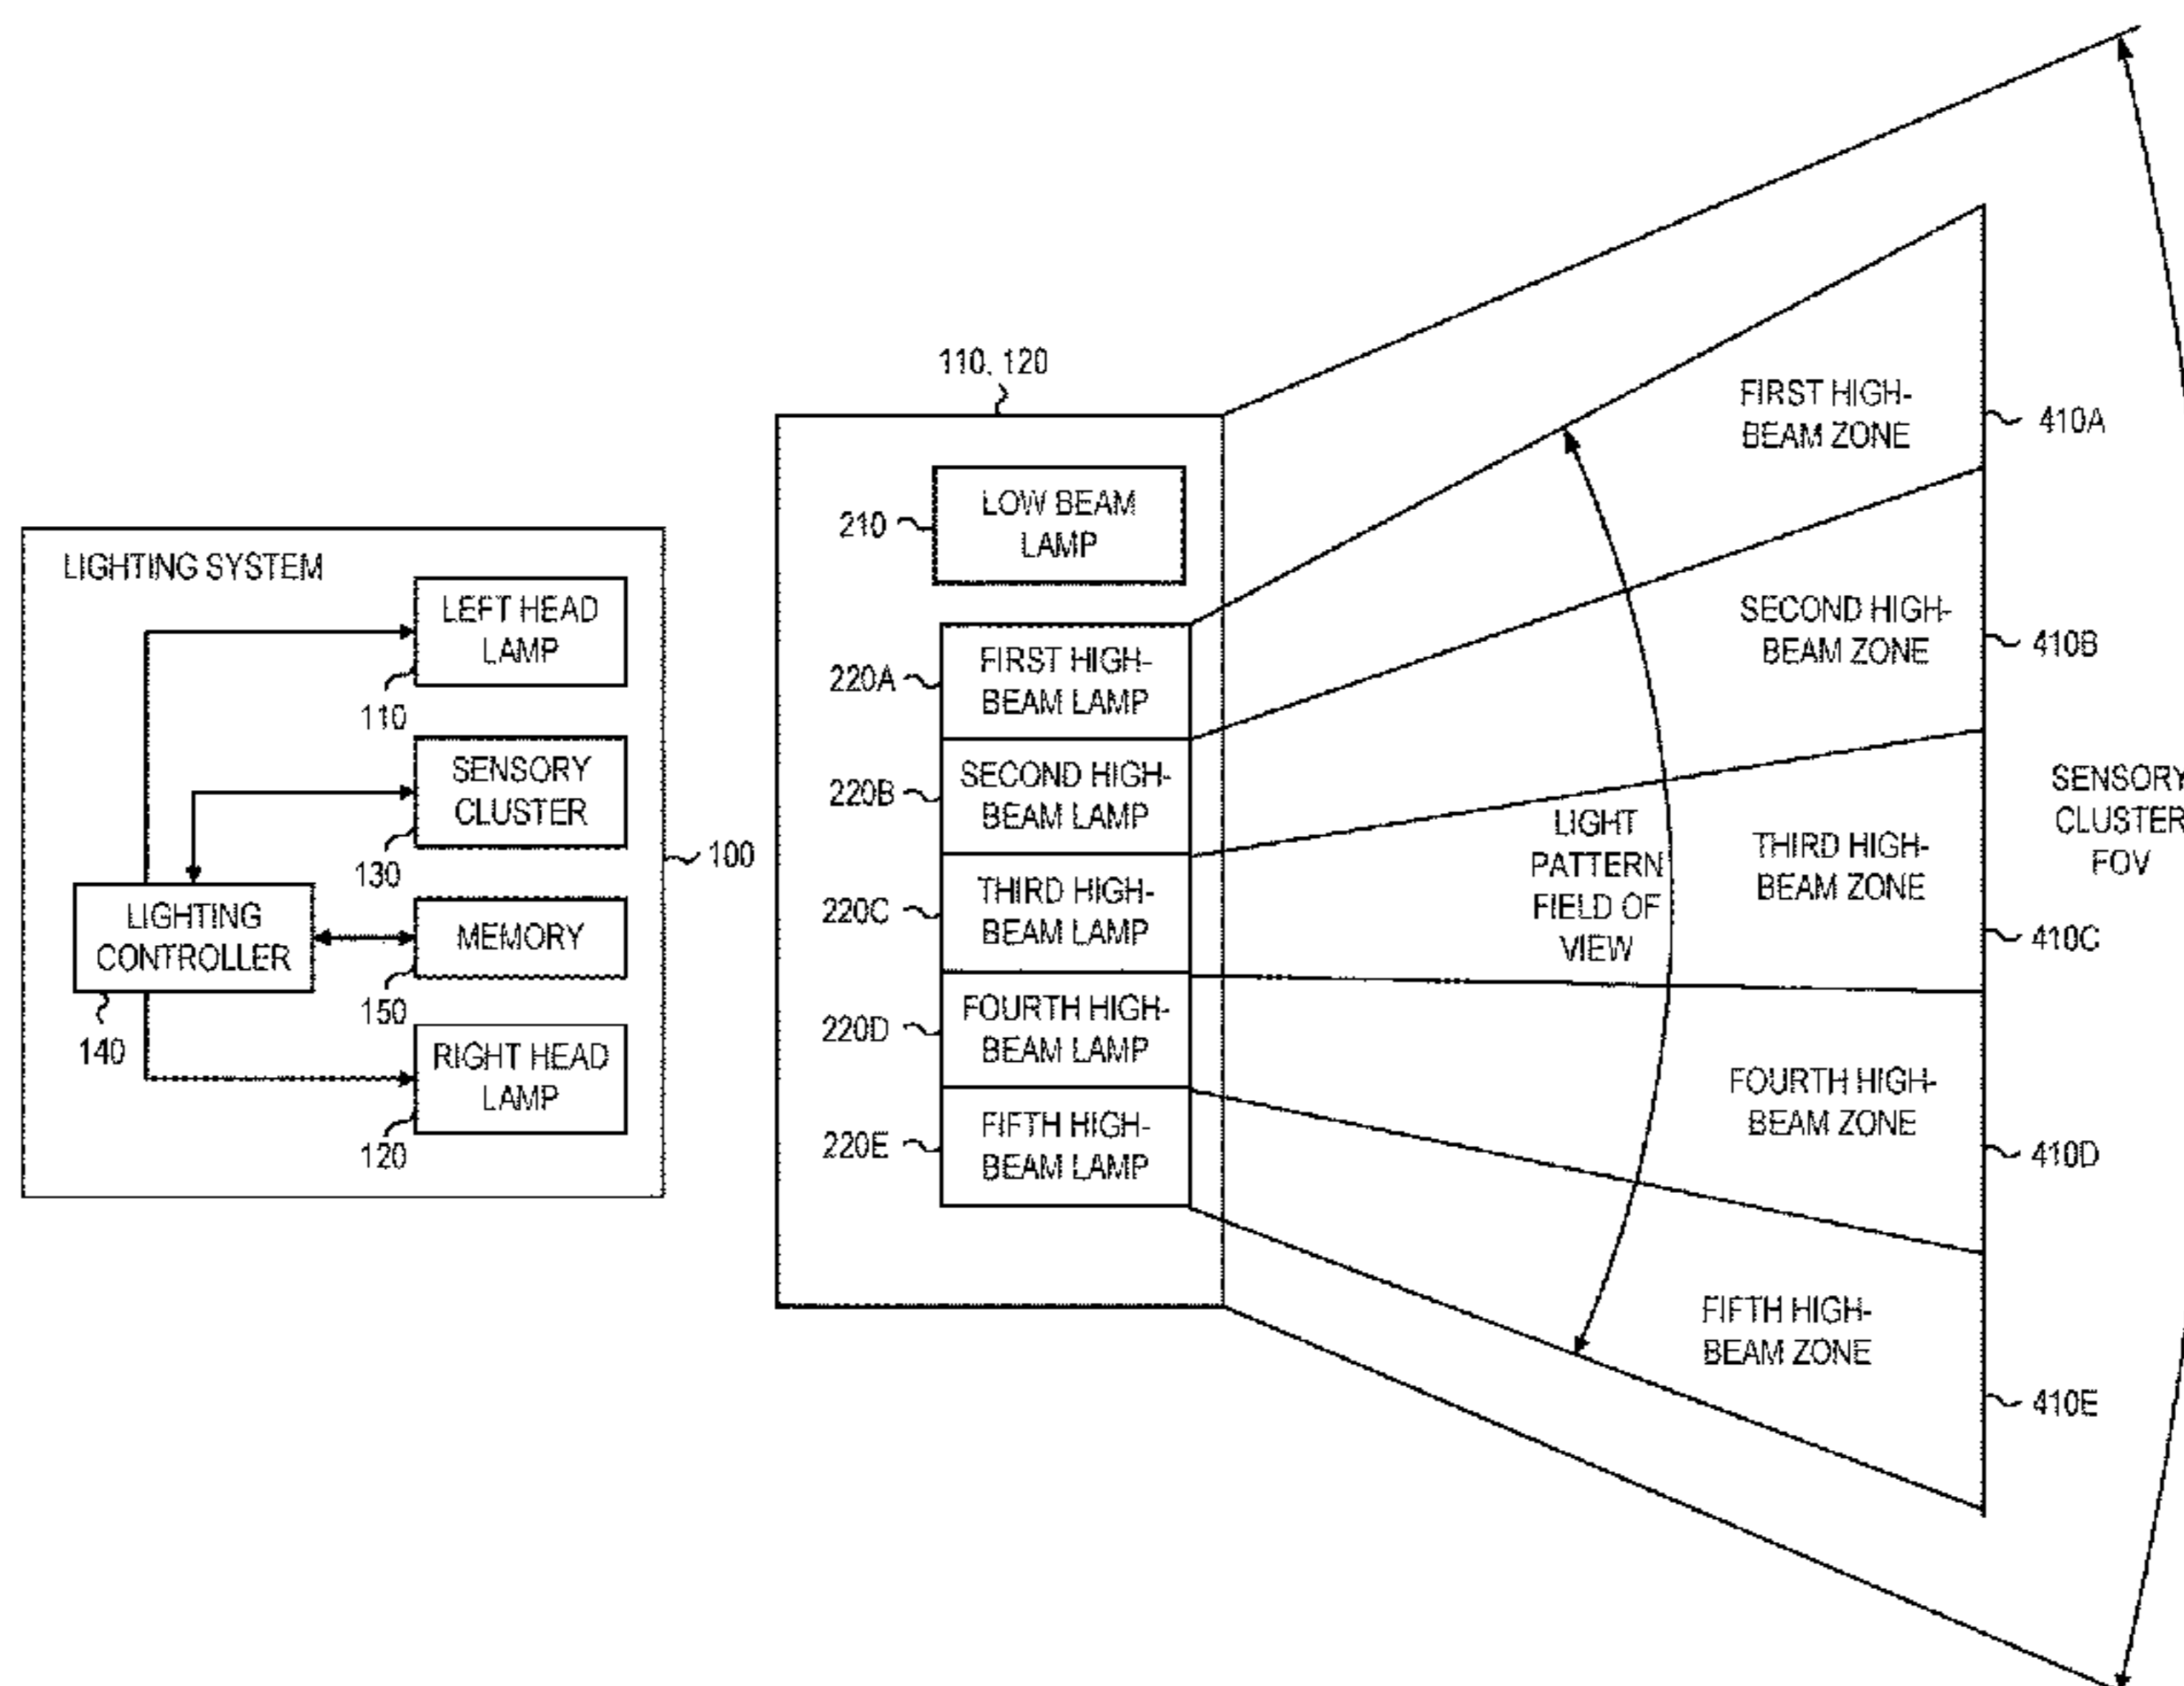 LIGHTING SYSTEM
LEFT HEAD
LAMP
110
SENSORY
CLUSTER
130
100
LIGHTING
CONTROLLER
140
MEMORY
150
RIGHT HEAD
LAMP
120
110, 120
210
LOW BEAM
LAMP
220A
FIRST HIGH-
BEAM LAMP
220B
SECOND HIGH-
BEAM LAMP
220C
THIRD HIGH-
BEAM LAMP
220D
FOURTH HIGH-
BEAM LAMP
220E
FIFTH HIGH-
BEAM LAMP
LIGHT
PATTERN
FIELD OF
VIEW
FIRST HIGH-
BEAM ZONE
410A
SECOND HIGH-
BEAM ZONE
410B
THIRD HIGH-
BEAM ZONE
410C
FOURTH HIGH-
BEAM ZONE
410D
FIFTH HIGH-
BEAM ZONE
410E
SENSORY
CLUSTER
FOV